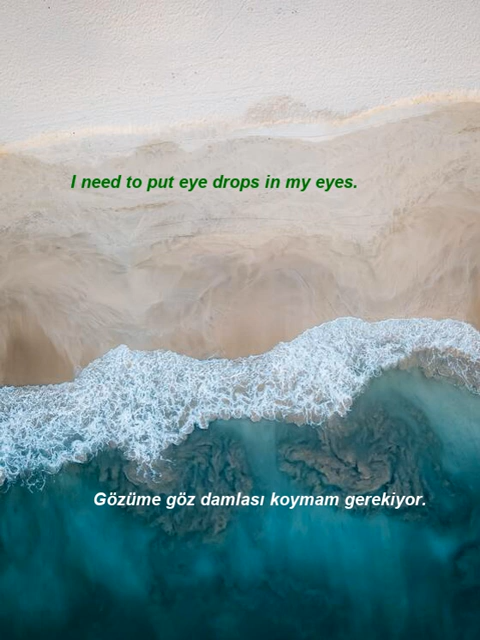 I need to put eye drops in my eyes.
Gözüme göz damlası koymam gerekiyor.